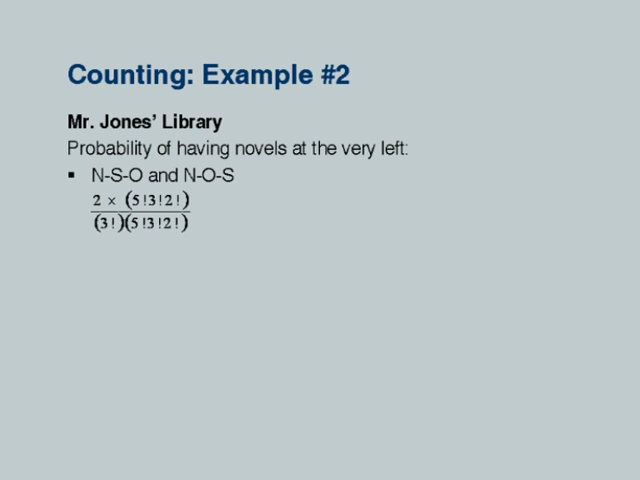 Counting: Example #2
Mr. Jones’ Library
Probability of having novels at the very left:
▪ N-S-O and N-O-S
2 × (5!3!2!)
(3!)(5!3!2!)